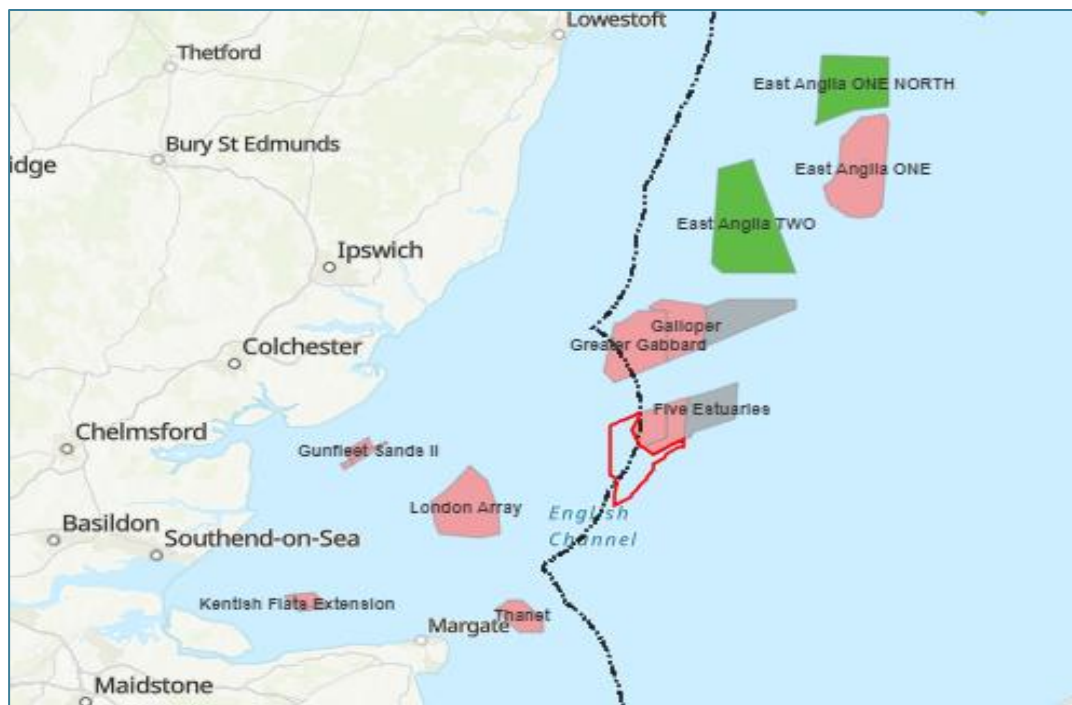 Lowestoft
Thetford
East Anglia ONE NORTH
Bury St Edmunds
idge
East Anglia ONE
East Anglia TWO
Ipswich
Galloper
Greater Gabbard
Colchester
Five Estuaries
Chelmsford
Gunfleet Sands II
London Array
English
Channel
Basildon
Southend-on-Sea
Kentish Flats Extension
Thanet
Margate
Maidstone